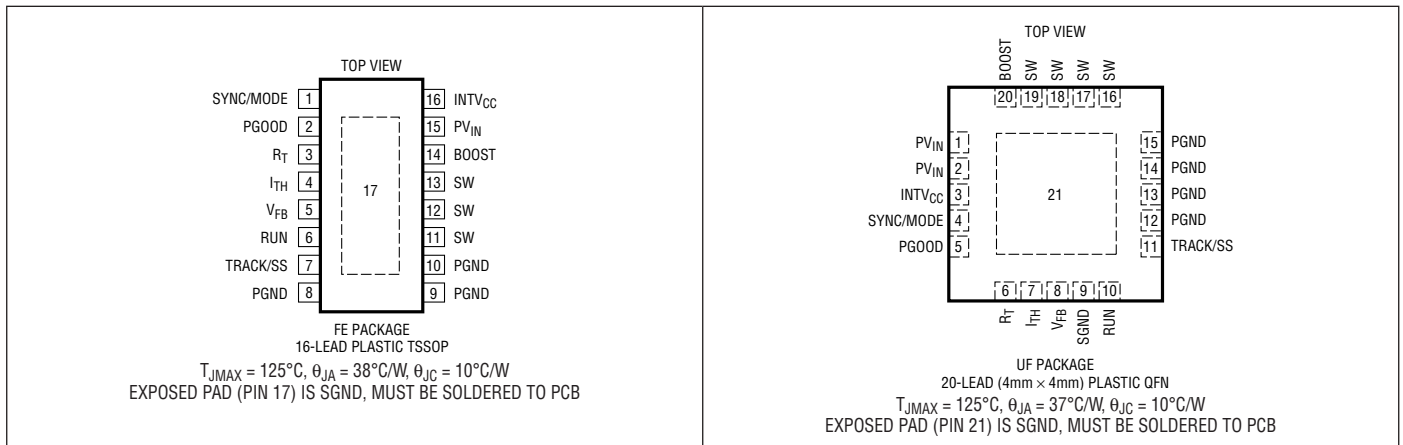 TOP VIEW
SYNC/MODE 1
PGOOD 2
RT 3
ITH 4
VFB 5
RUN 6
TRACK/SS 7
PGND 8
17
16 INTVCC
15 PVIN
14 BOOST
13 SW
12 SW
11 SW
10 PGND
9 PGND
FE PACKAGE
16-LEAD PLASTIC TSSOP
TJMAX = 125°C, θJA = 38°C/W, θJC = 10°C/W
EXPOSED PAD (PIN 17) IS SGND, MUST BE SOLDERED TO PCB
TOP VIEW
BOOST SW SW SW SW
20 19 18 17 16
PVIN 1
PVIN 2
INTVCC 3
SYNC/MODE 4
PGOOD 5
21
15 PGND
14 PGND
13 PGND
12 PGND
11 TRACK/SS
6 7 8 9 10
RT ITH VFB SGND RUN
UF PACKAGE
20-LEAD (4mm × 4mm) PLASTIC QFN
TJMAX = 125°C, θJA = 37°C/W, θJC = 10°C/W
EXPOSED PAD (PIN 21) IS SGND, MUST BE SOLDERED TO PCB